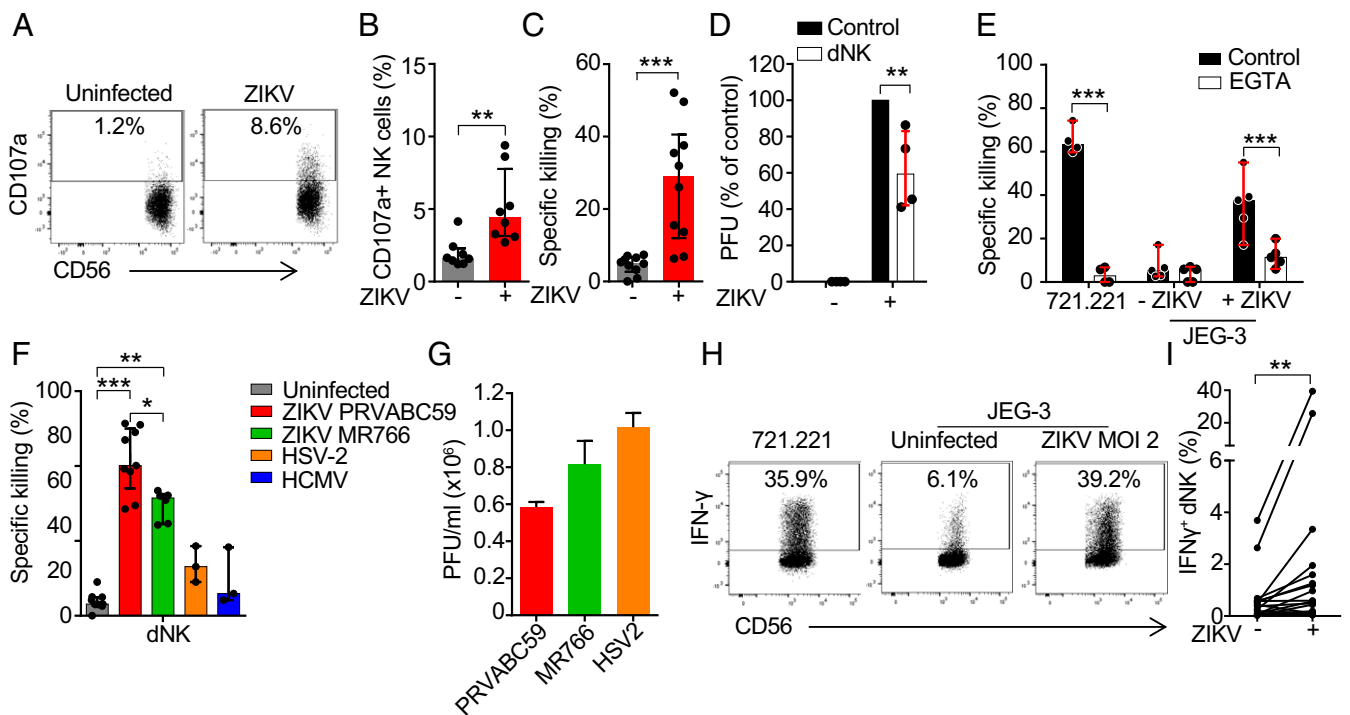 A
Uninfected
ZIKV
1.2%
8.6%
CD107a
CD56
B
CD107a+ NK cells (%)
15
10
5
0
**
ZIKV - +
C
Specific killing (%)
60
40
20
0
***
ZIKV - +
D
Control
dNK
PFU (% of control)
120
100
80
60
40
20
0
**
ZIKV - +
E
Control
EGTA
Specific killing (%)
100
80
60
40
20
0
***
***
721.221 - ZIKV + ZIKV
JEG-3
F
Specific killing (%)
100
80
60
40
20
0
**
***
*
dNK
Uninfected
ZIKV PRVABC59
ZIKV MR766
HSV-2
HCMV
G
PFU/ml (x10⁶)
1.2
1.0
0.8
0.6
0.4
0.2
0
PRVABC59
MR766
HSV2
H
JEG-3
721.221
Uninfected
ZIKV MOI 2
35.9%
6.1%
39.2%
IFN-γ
CD56
I
IFNγ⁺ dNK (%)
40
30
20
6
4
2
0
**
ZIKV - +